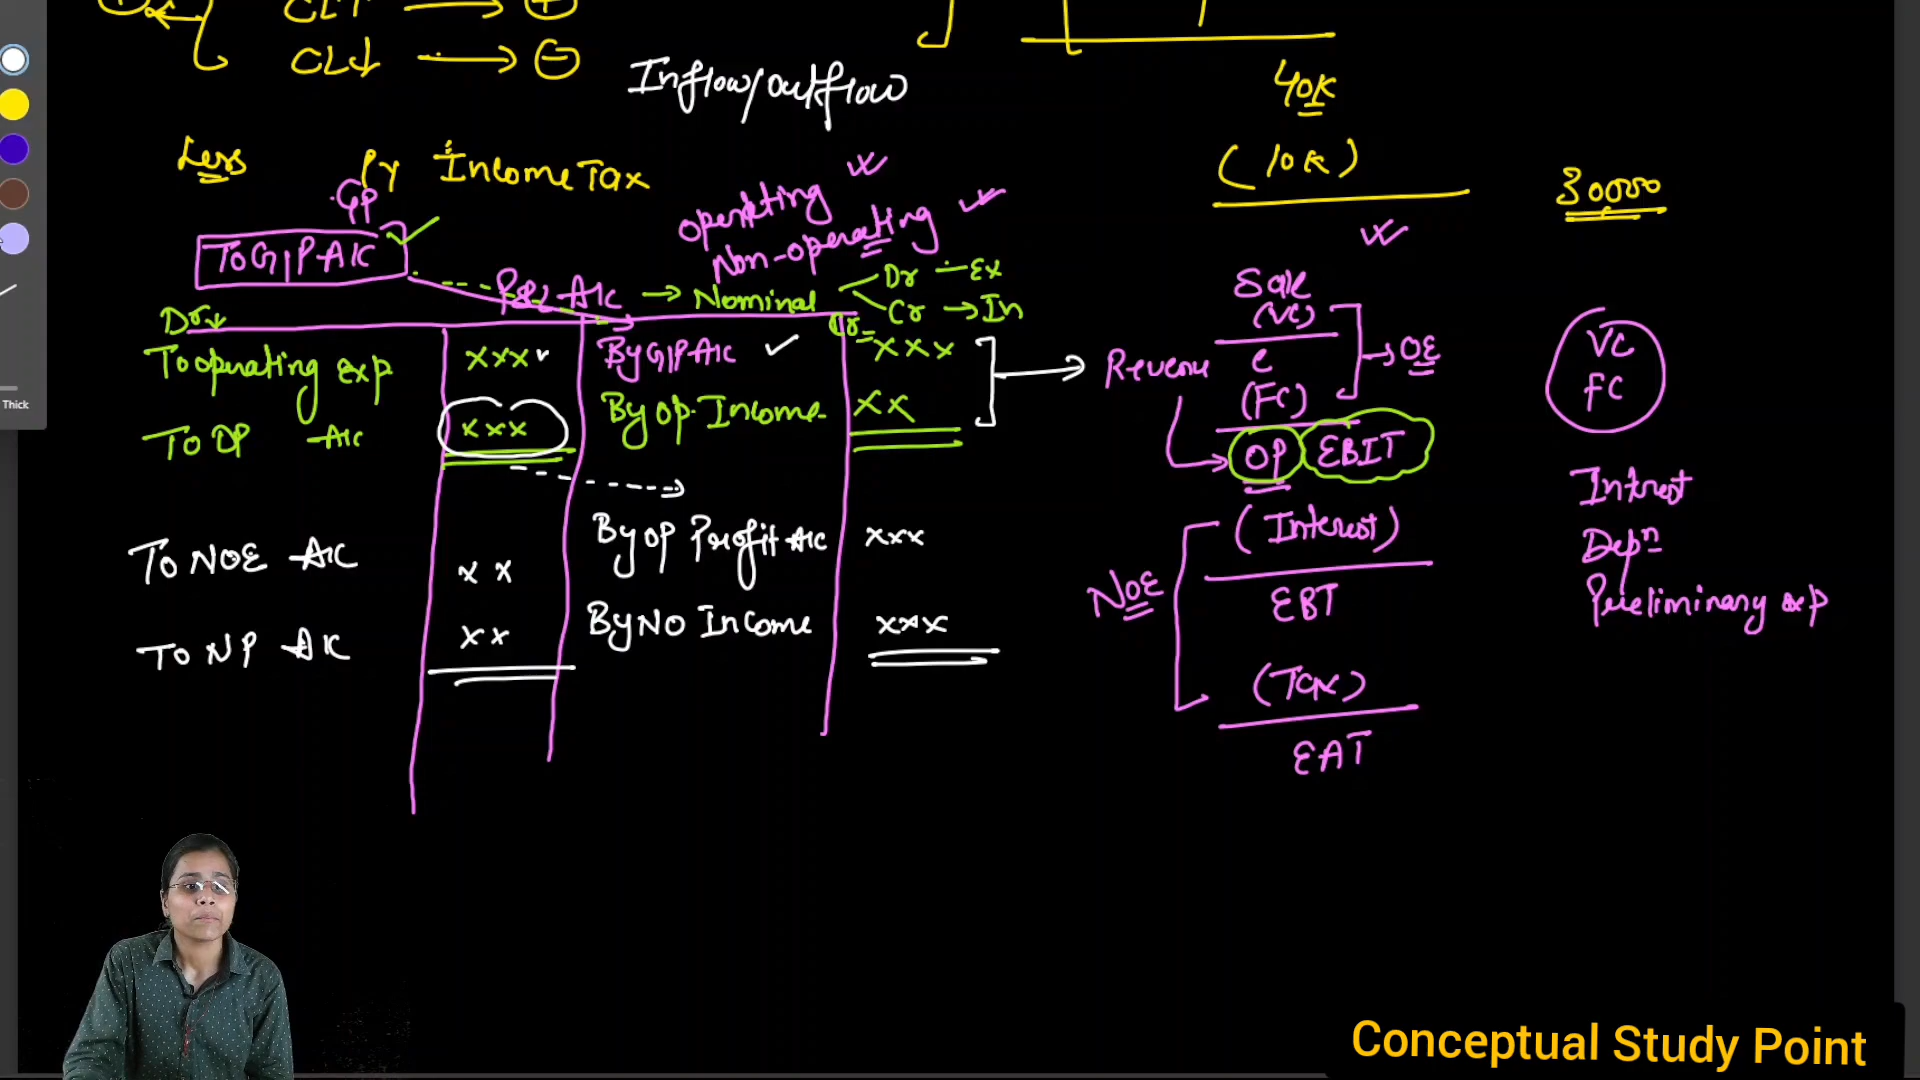 CL↑ → +
CL↓ → ⊖
Inflow/outflow
40K
Less
PY Income Tax
(10K)
30000
GP
operating
Non-operating
To G|P A/C
P&L A/C → Nominal
Dr - Ex
Cr → In
Dr
Cr
To operating exp
xxx
By G|P A/C
xxx
To OP A/C
xxx
By op. Income
xx
By OP Profit A/C
xxx
To NOE A/C
xx
By NO Income
xxx
To NP A/C
xx
Sale
(VC)
C
(FC)
→ OE
Revenue
OP
EBIT
(Interest)
EBT
NOE
(Tax)
EAT
VC
FC
Interest
Depn
Preliminary exp
Thick
Conceptual Study Point